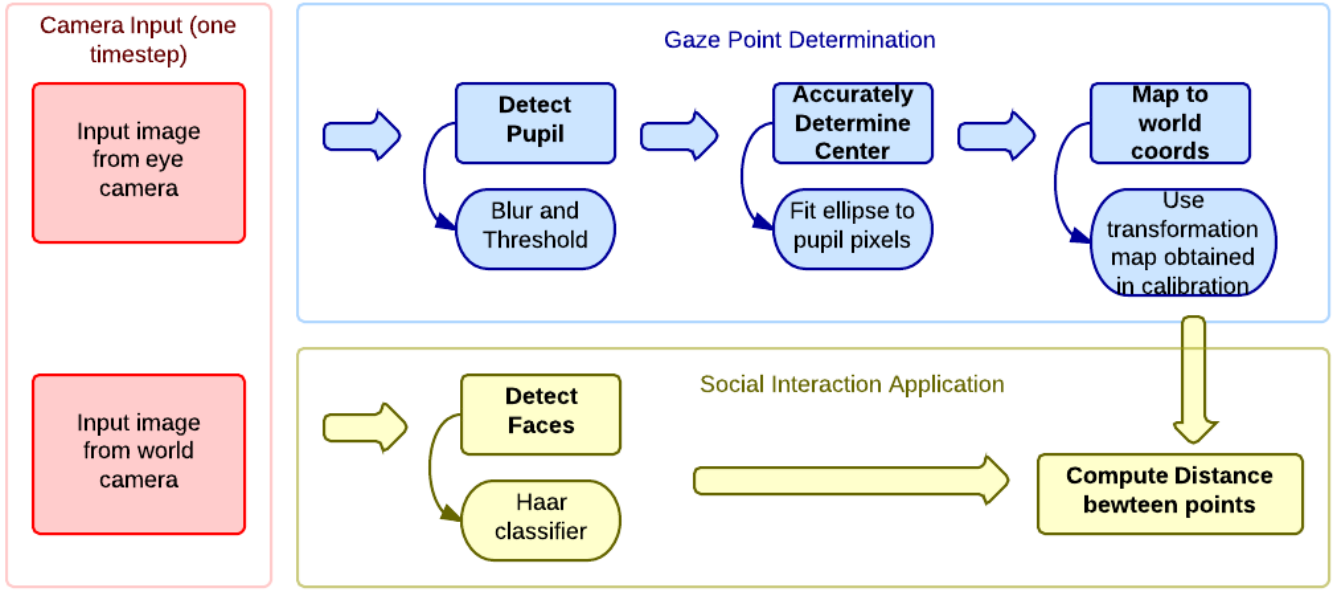 Camera Input (one
timestep)
Input image
from eye
camera
Input image
from world
camera
Gaze Point Determination
Detect
Pupil
Blur and
Threshold
Accurately
Determine
Center
Fit ellipse to
pupil pixels
Map to
world
coords
Use
transformation
map obtained
in calibration
Social Interaction Application
Detect
Faces
Haar
classifier
Compute Distance
bewteen points